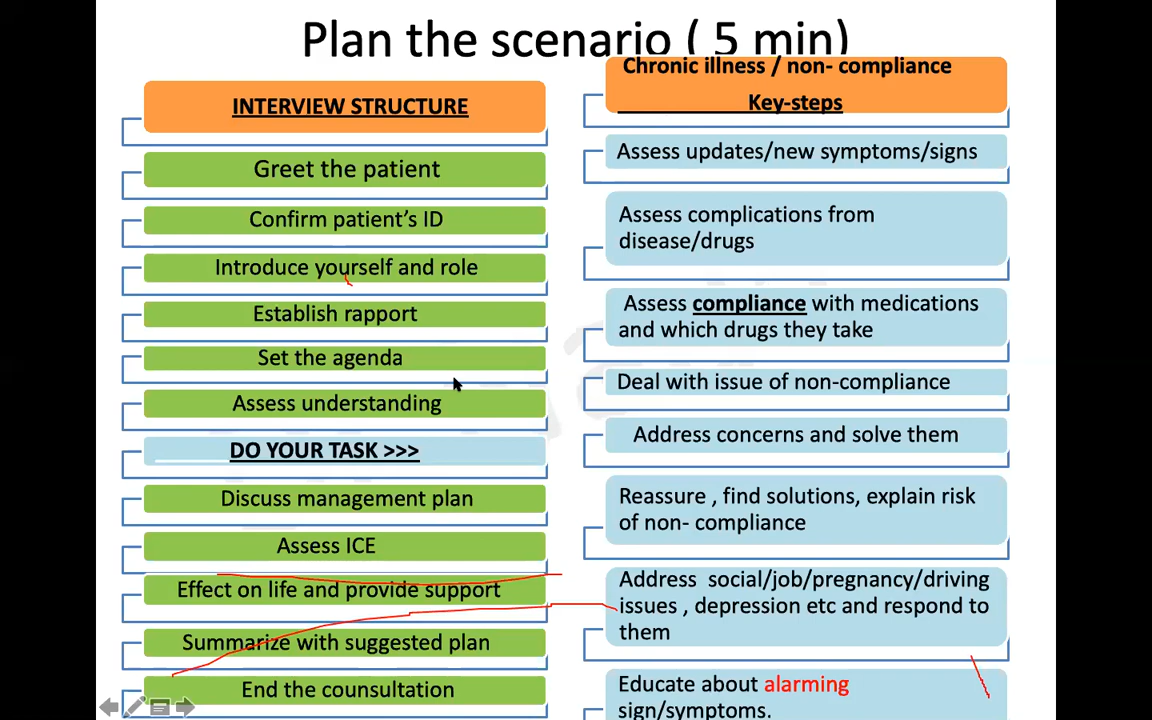 Plan the scenario ( 5 min)
INTERVIEW STRUCTURE
Greet the patient
Confirm patient’s ID
Introduce yourself and role
Establish rapport
Set the agenda
Assess understanding
DO YOUR TASK >>>
Discuss management plan
Assess ICE
Effect on life and provide support
Summarize with suggested plan
End the counsultation
Chronic illness / non- compliance
Key-steps
Assess updates/new symptoms/signs
Assess complications from
disease/drugs
Assess compliance with medications
and which drugs they take
Deal with issue of non-compliance
Address concerns and solve them
Reassure , find solutions, explain risk
of non- compliance
Address social/job/pregnancy/driving
issues , depression etc and respond to
them
Educate about alarming
sign/symptoms.